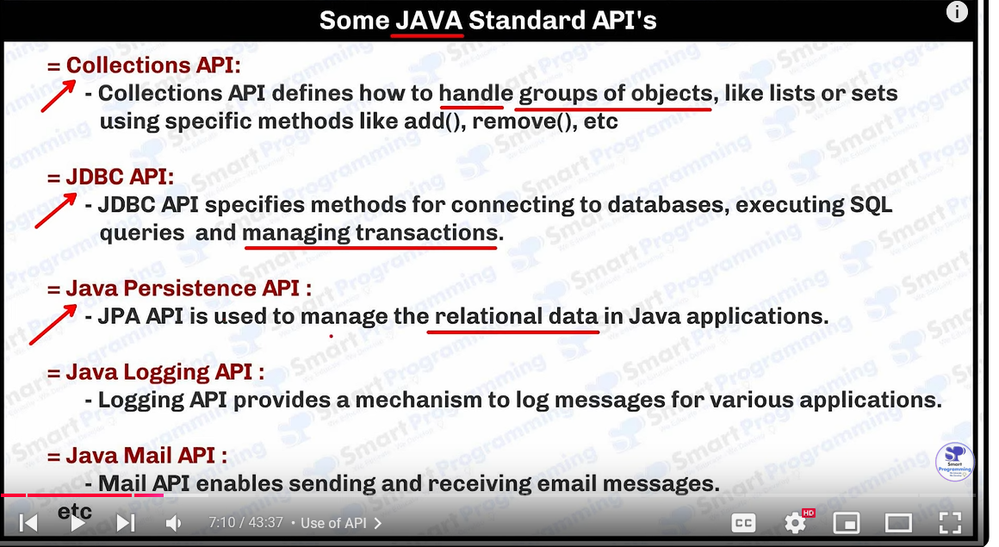 Some JAVA Standard API's
= Collections API:
- Collections API defines how to handle groups of objects, like lists or sets
using specific methods like add(), remove(), etc
= JDBC API:
- JDBC API specifies methods for connecting to databases, executing SQL
queries and managing transactions.
= Java Persistence API :
- JPA API is used to manage the relational data in Java applications.
= Java Logging API :
- Logging API provides a mechanism to log messages for various applications.
= Java Mail API :
- Mail API enables sending and receiving email messages.
etc
Smart Programming
7:10 / 43:37 • Use of API
CC
HD